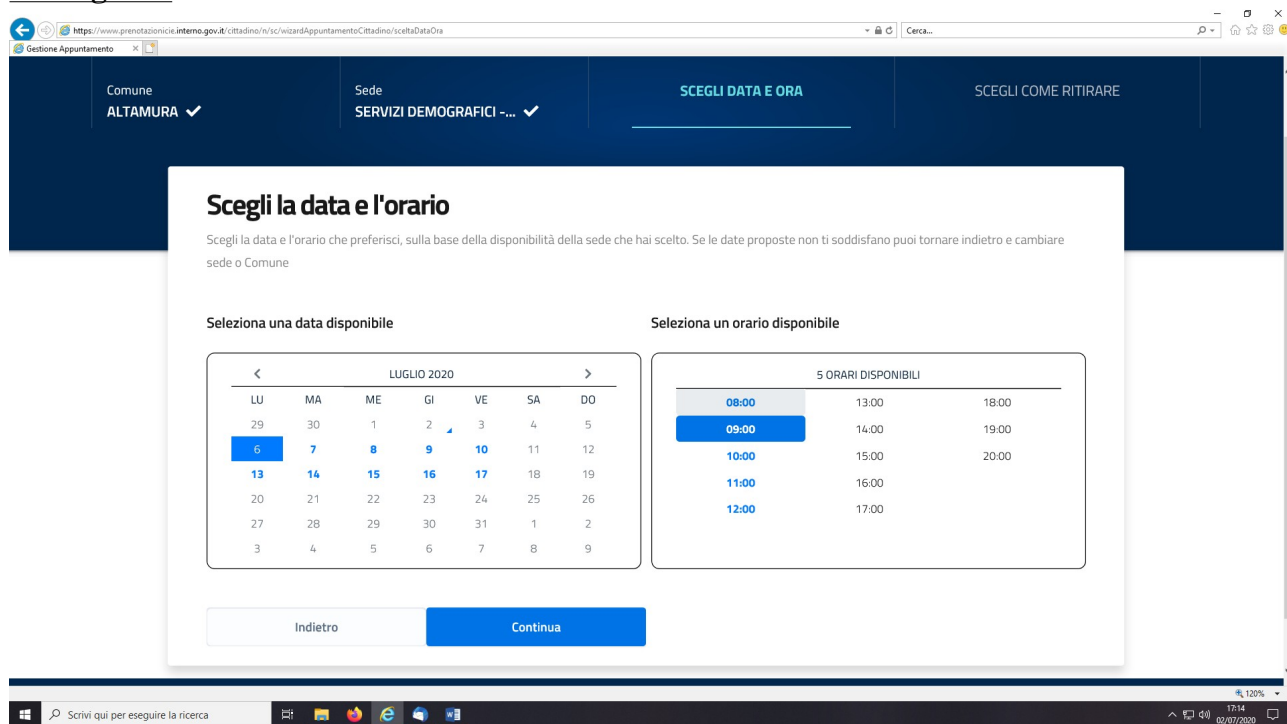 https://www.prenotazionicie.interno.gov.it/cittadino/n/sc/wizardAppuntamentoCittadino/sceltaDataOra
Cerca...
Gestione Appuntamento
Comune
ALTAMURA
Sede
SERVIZI DEMOGRAFICI -...
SCEGLI DATA E ORA
SCEGLI COME RITIRARE
Scegli la data e l'orario
Scegli la data e l'orario che preferisci, sulla base della disponibilità della sede che hai scelto. Se le date proposte non ti soddisfano puoi tornare indietro e cambiare
sede o Comune
Seleziona una data disponibile
LUGLIO 2020
LU MA ME GI VE SA DO
29 30 1 2 3 4 5
6 7 8 9 10 11 12
13 14 15 16 17 18 19
20 21 22 23 24 25 26
27 28 29 30 31 1 2
3 4 5 6 7 8 9
Seleziona un orario disponibile
5 ORARI DISPONIBILI
08:00 13:00 18:00
09:00 14:00 19:00
10:00 15:00 20:00
11:00 16:00
12:00 17:00
Indietro
Continua
120%
Scrivi qui per eseguire la ricerca
17:14
02/07/2020